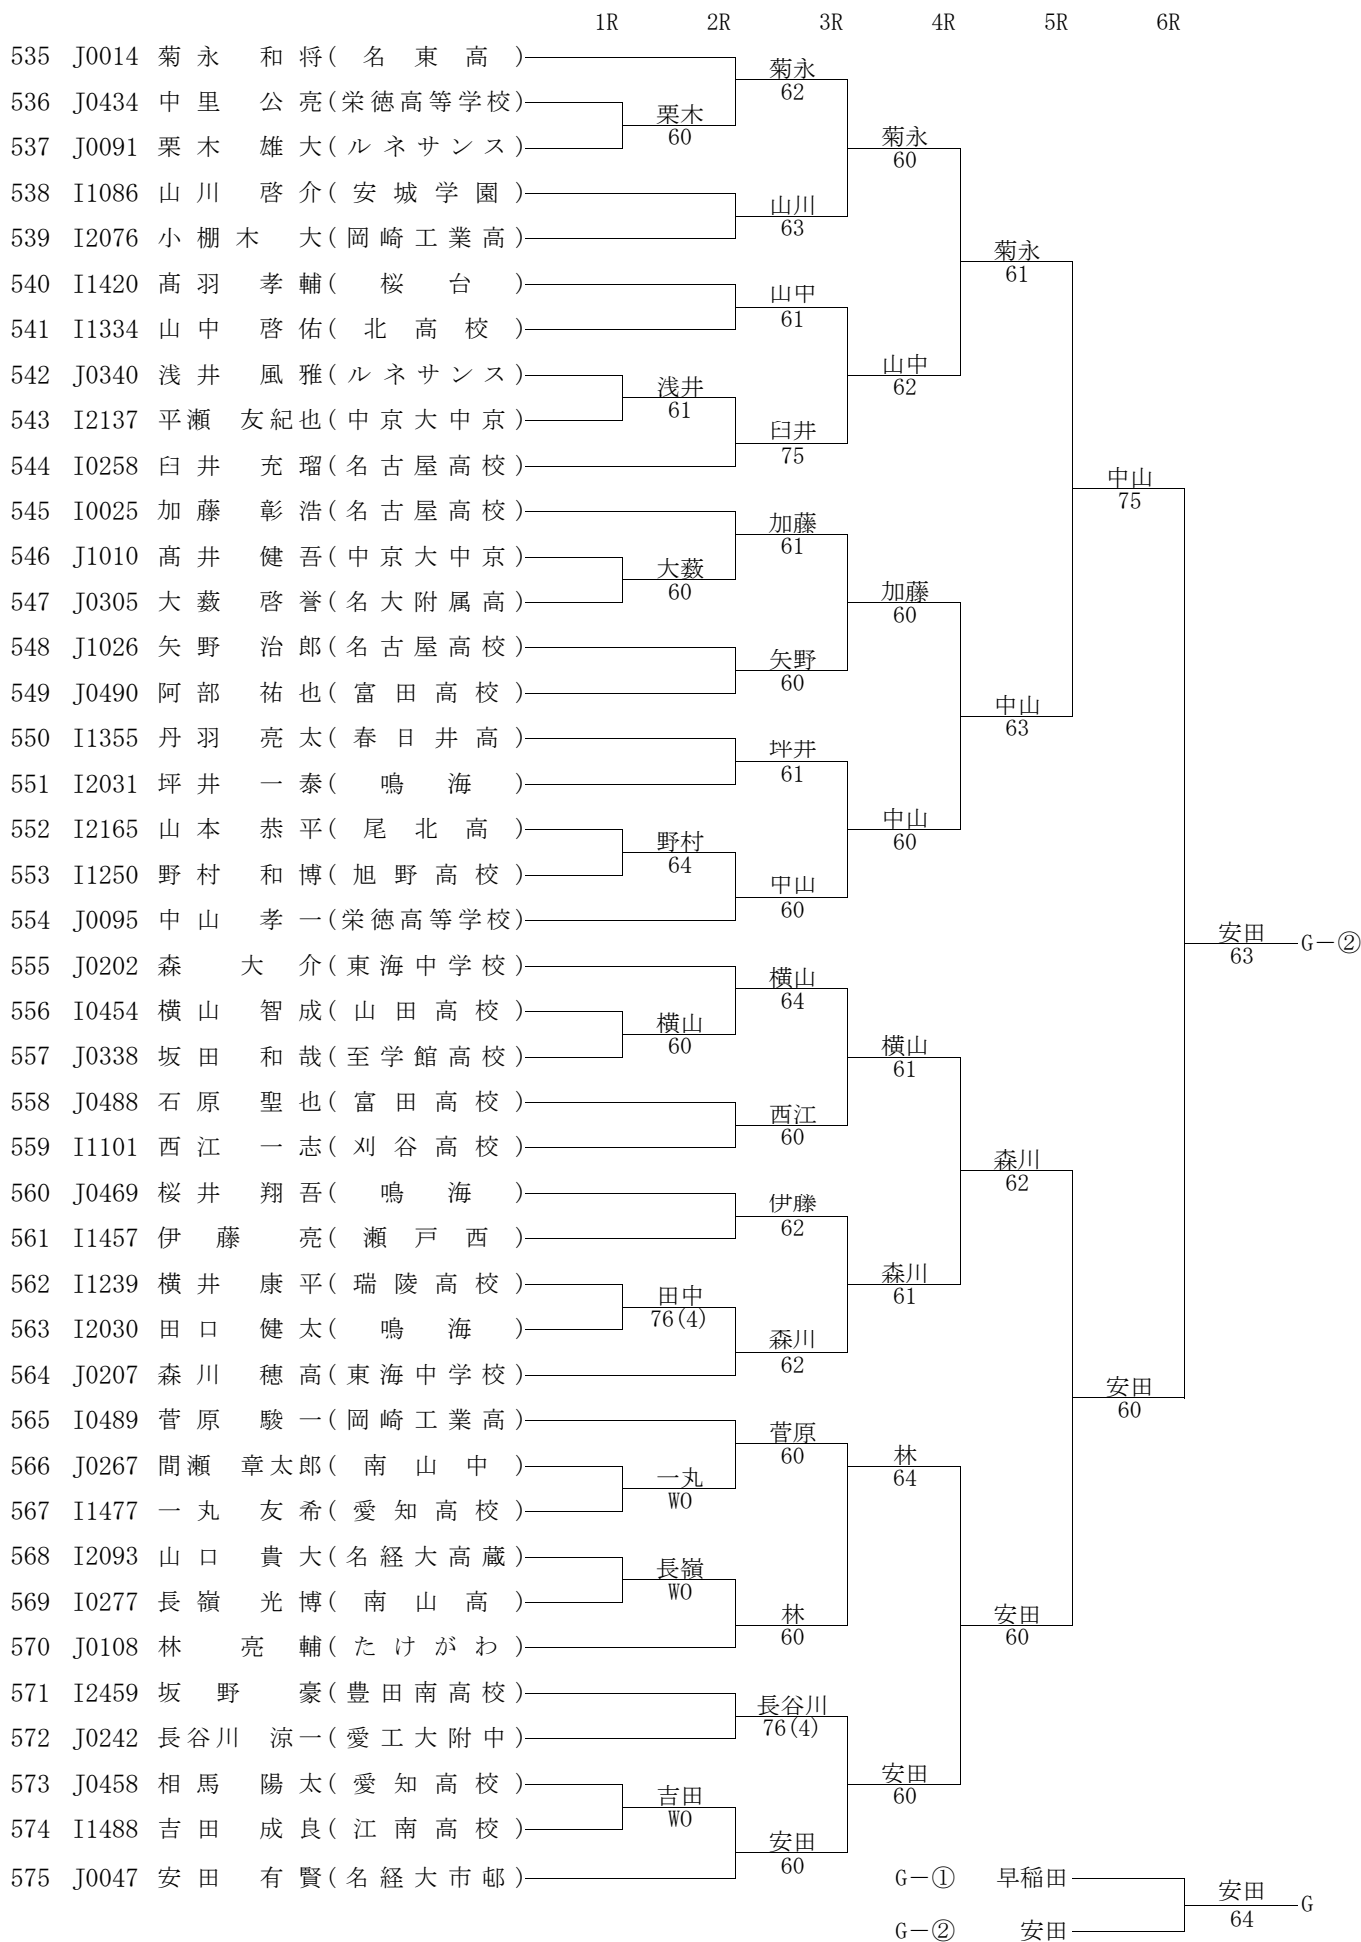 1R 2R 3R 4R 5R 6R
535 J0014 菊永 和将(名東高)
菊永
62
536 J0434 中里 公亮(栄徳高等学校)
栗木
60
菊永
60
537 J0091 栗木 雄大(ルネサンス)
538 I1086 山川 啓介(安城学園)
山川
63
539 I2076 小棚木 大(岡崎工業高)
菊永
61
540 I1420 髙羽 孝輔(桜台)
山中
61
541 I1334 山中 啓佑(北高校)
山中
62
542 J0340 浅井 風雅(ルネサンス)
浅井
61
543 I2137 平瀬 友紀也(中京大中京)
臼井
75
544 I0258 臼井 充瑠(名古屋高校)
中山
75
545 I0025 加藤 彰浩(名古屋高校)
加藤
61
546 J1010 髙井 健吾(中京大中京)
大薮
60
加藤
60
547 J0305 大薮 啓誉(名大附属高)
548 J1026 矢野 治郎(名古屋高校)
矢野
60
549 J0490 阿部 祐也(富田高校)
中山
63
550 I1355 丹羽 亮太(春日井高)
坪井
61
551 I2031 坪井 一泰(鳴海)
中山
60
552 I2165 山本 恭平(尾北高)
野村
64
553 I1250 野村 和博(旭野高校)
中山
60
554 J0095 中山 孝一(栄徳高等学校)
安田 G-②
63
555 J0202 森 大介(東海中学校)
横山
64
556 I0454 横山 智成(山田高校)
横山
60
横山
61
557 J0338 坂田 和哉(至学館高校)
558 J0488 石原 聖也(富田高校)
西江
60
559 I1101 西江 一志(刈谷高校)
森川
62
560 J0469 桜井 翔吾(鳴海)
伊藤
62
561 I1457 伊藤 亮(瀬戸西)
森川
61
562 I1239 横井 康平(瑞陵高校)
田中
76(4)
563 I2030 田口 健太(鳴海)
森川
62
564 J0207 森川 穂高(東海中学校)
安田
60
565 I0489 菅原 駿一(岡崎工業高)
菅原
60
566 J0267 間瀬 章太郎(南山中)
一丸
WO
林
64
567 I1477 一丸 友希(愛知高校)
568 I2093 山口 貴大(名経大高蔵)
長嶺
WO
569 I0277 長嶺 光博(南山高)
林
60
安田
60
570 J0108 林 亮輔(たけがわ)
571 I2459 坂野 豪(豊田南高校)
長谷川
76(4)
572 J0242 長谷川 涼一(愛工大附中)
安田
60
573 J0458 相馬 陽太(愛知高校)
吉田
WO
574 I1488 吉田 成良(江南高校)
安田
60
575 J0047 安田 有賢(名経大市邨)
G-① 早稲田
安田 G
64
G-② 安田